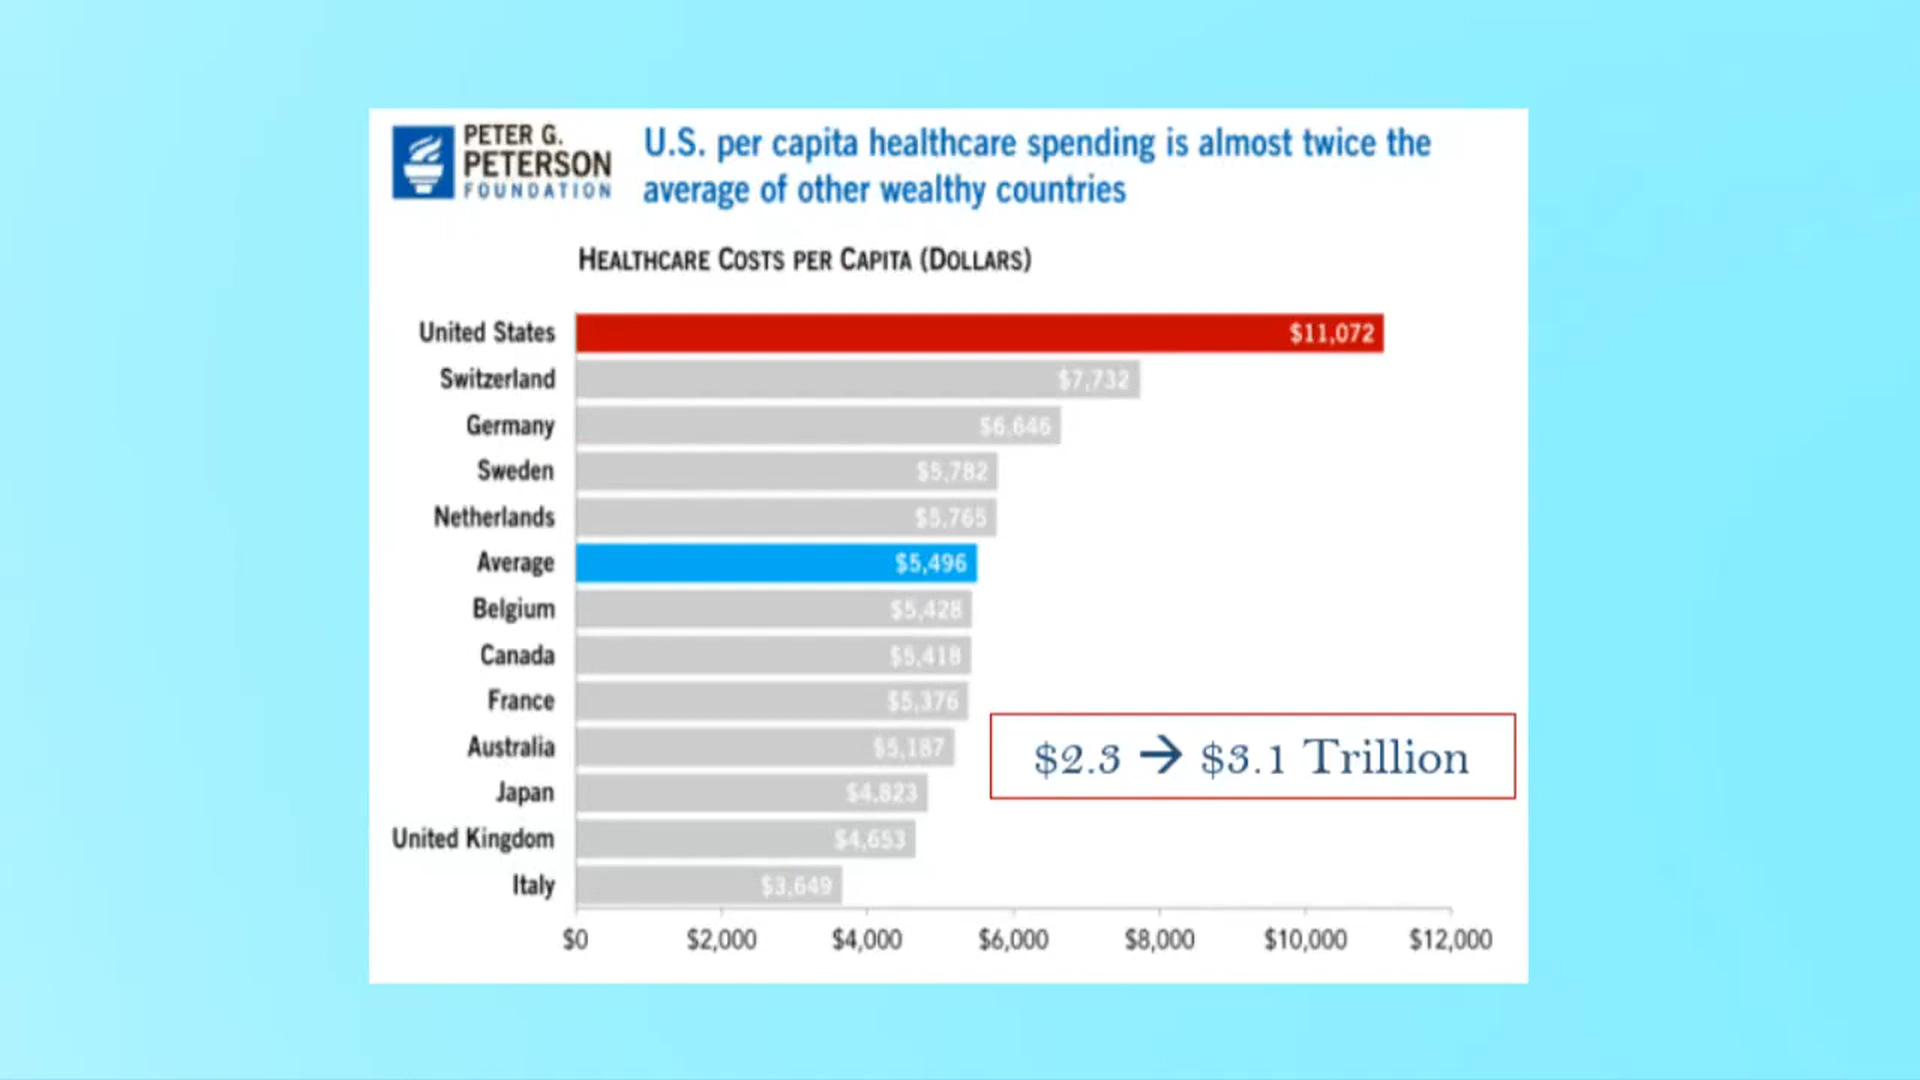 PETER G.
PETERSON
FOUNDATION
U.S. per capita healthcare spending is almost twice the
average of other wealthy countries
HEALTHCARE COSTS PER CAPITA (DOLLARS)
United States $11,072
Switzerland $7,732
Germany $6,646
Sweden $5,782
Netherlands $5,765
Average $5,496
Belgium $5,428
Canada $5,418
France $5,376
Australia $5,187
$2.3 → $3.1 Trillion
Japan $4,823
United Kingdom $4,653
Italy $3,649
$0 $2,000 $4,000 $6,000 $8,000 $10,000 $12,000